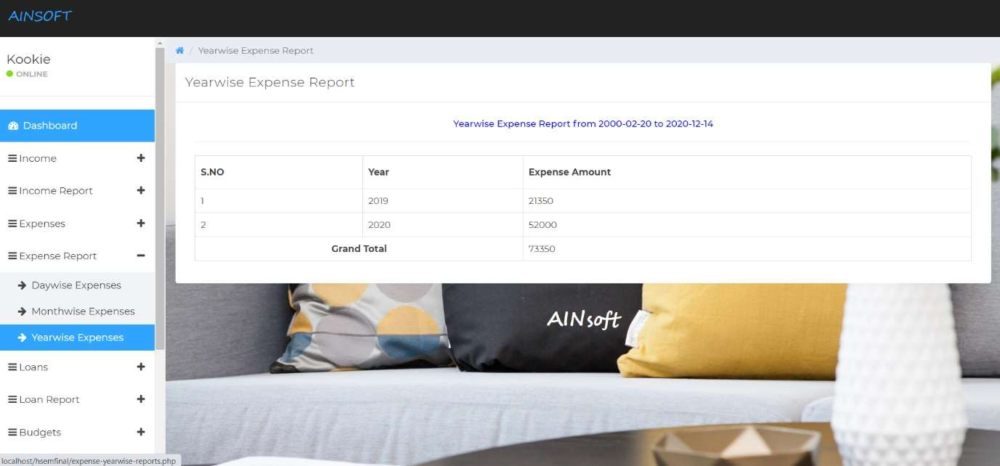 AINSOFT
Kookie
ONLINE
Dashboard
Income
Income Report
Expenses
Expense Report
Daywise Expenses
Monthwise Expenses
Yearwise Expenses
Loans
Loan Report
Budgets
localhost/hsemfinal/expense-yearwise-reports.php
/ Yearwise Expense Report
Yearwise Expense Report
Yearwise Expense Report from 2000-02-20 to 2020-12-14
S.NO Year Expense Amount
1 2019 21350
2 2020 52000
Grand Total 73350
AINsoft